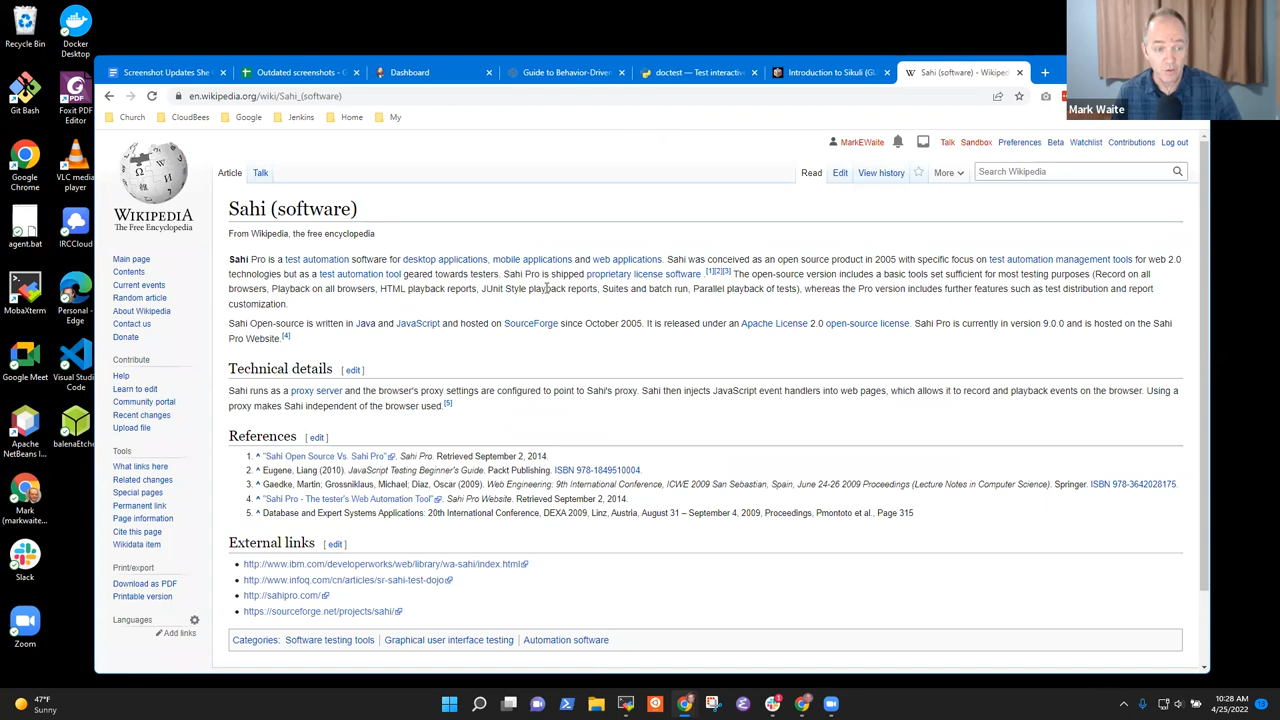 Recycle Bin
Docker Desktop
Git Bash
Foxit PDF Editor
Google Chrome
VLC media player
agent.bat
IRCCloud
MobaXterm
Personal - Edge
Google Meet
Visual Studio Code
Apache NetBeans I...
balenaEtcher
Mark (markwaite...
Slack
Zoom
Screenshot Updates She
Outdated screenshots - G
Dashboard
Guide to Behavior-Driven
doctest — Test interactive
Introduction to Sikuli (GU
Sahi (software) - Wikiped
en.wikipedia.org/wiki/Sahi_(software)
Mark Waite
Church
CloudBees
Google
Jenkins
Home
My
MarkEWaite Talk Sandbox Preferences Beta Watchlist Contributions Log out
Article Talk Read Edit View history More Search Wikipedia
WIKIPEDIA
The Free Encyclopedia
Main page
Contents
Current events
Random article
About Wikipedia
Contact us
Donate
Contribute
Help
Learn to edit
Community portal
Recent changes
Upload file
Tools
What links here
Related changes
Special pages
Permanent link
Page information
Cite this page
Wikidata item
Print/export
Download as PDF
Printable version
Languages
Add links
Sahi (software)
From Wikipedia, the free encyclopedia
Sahi Pro is a test automation software for desktop applications, mobile applications and web applications. Sahi was conceived as an open source product in 2005 with specific focus on test automation management tools for web 2.0
technologies but as a test automation tool geared towards testers. Sahi Pro is shipped proprietary license software .[1][2][3] The open-source version includes a basic tools set sufficient for most testing purposes (Record on all
browsers, Playback on all browsers, HTML playback reports, JUnit Style playback reports, Suites and batch run, Parallel playback of tests), whereas the Pro version includes further features such as test distribution and report
customization.
Sahi Open-source is written in Java and JavaScript and hosted on SourceForge since October 2005. It is released under an Apache License 2.0 open-source license. Sahi Pro is currently in version 9.0.0 and is hosted on the Sahi
Pro Website.[4]
Technical details [ edit ]
Sahi runs as a proxy server and the browser's proxy settings are configured to point to Sahi's proxy. Sahi then injects JavaScript event handlers into web pages, which allows it to record and playback events on the browser. Using a
proxy makes Sahi independent of the browser used.[5]
References [ edit ]
1. ^ "Sahi Open Source Vs. Sahi Pro". Sahi Pro. Retrieved September 2, 2014.
2. ^ Eugene, Liang (2010). JavaScript Testing Beginner's Guide. Packt Publishing. ISBN 978-1849510004.
3. ^ Gaedke, Martin; Grossniklaus, Michael; Díaz, Oscar (2009). Web Engineering: 9th International Conference, ICWE 2009 San Sebastian, Spain, June 24-26 2009 Proceedings (Lecture Notes in Computer Science). Springer. ISBN 978-3642028175.
4. ^ "Sahi Pro - The tester's Web Automation Tool". Sahi Pro Website. Retrieved September 2, 2014.
5. ^ Database and Expert Systems Applications: 20th International Conference, DEXA 2009, Linz, Austria, August 31 – September 4, 2009, Proceedings, Pmontoto et al., Page 315
External links [ edit ]
http://www.ibm.com/developerworks/web/library/wa-sahi/index.html
http://www.infoq.com/cn/articles/sr-sahi-test-dojo
http://sahipro.com/
https://sourceforge.net/projects/sahi/
Categories: Software testing tools | Graphical user interface testing | Automation software
47°F
Sunny
10:28 AM
4/25/2022